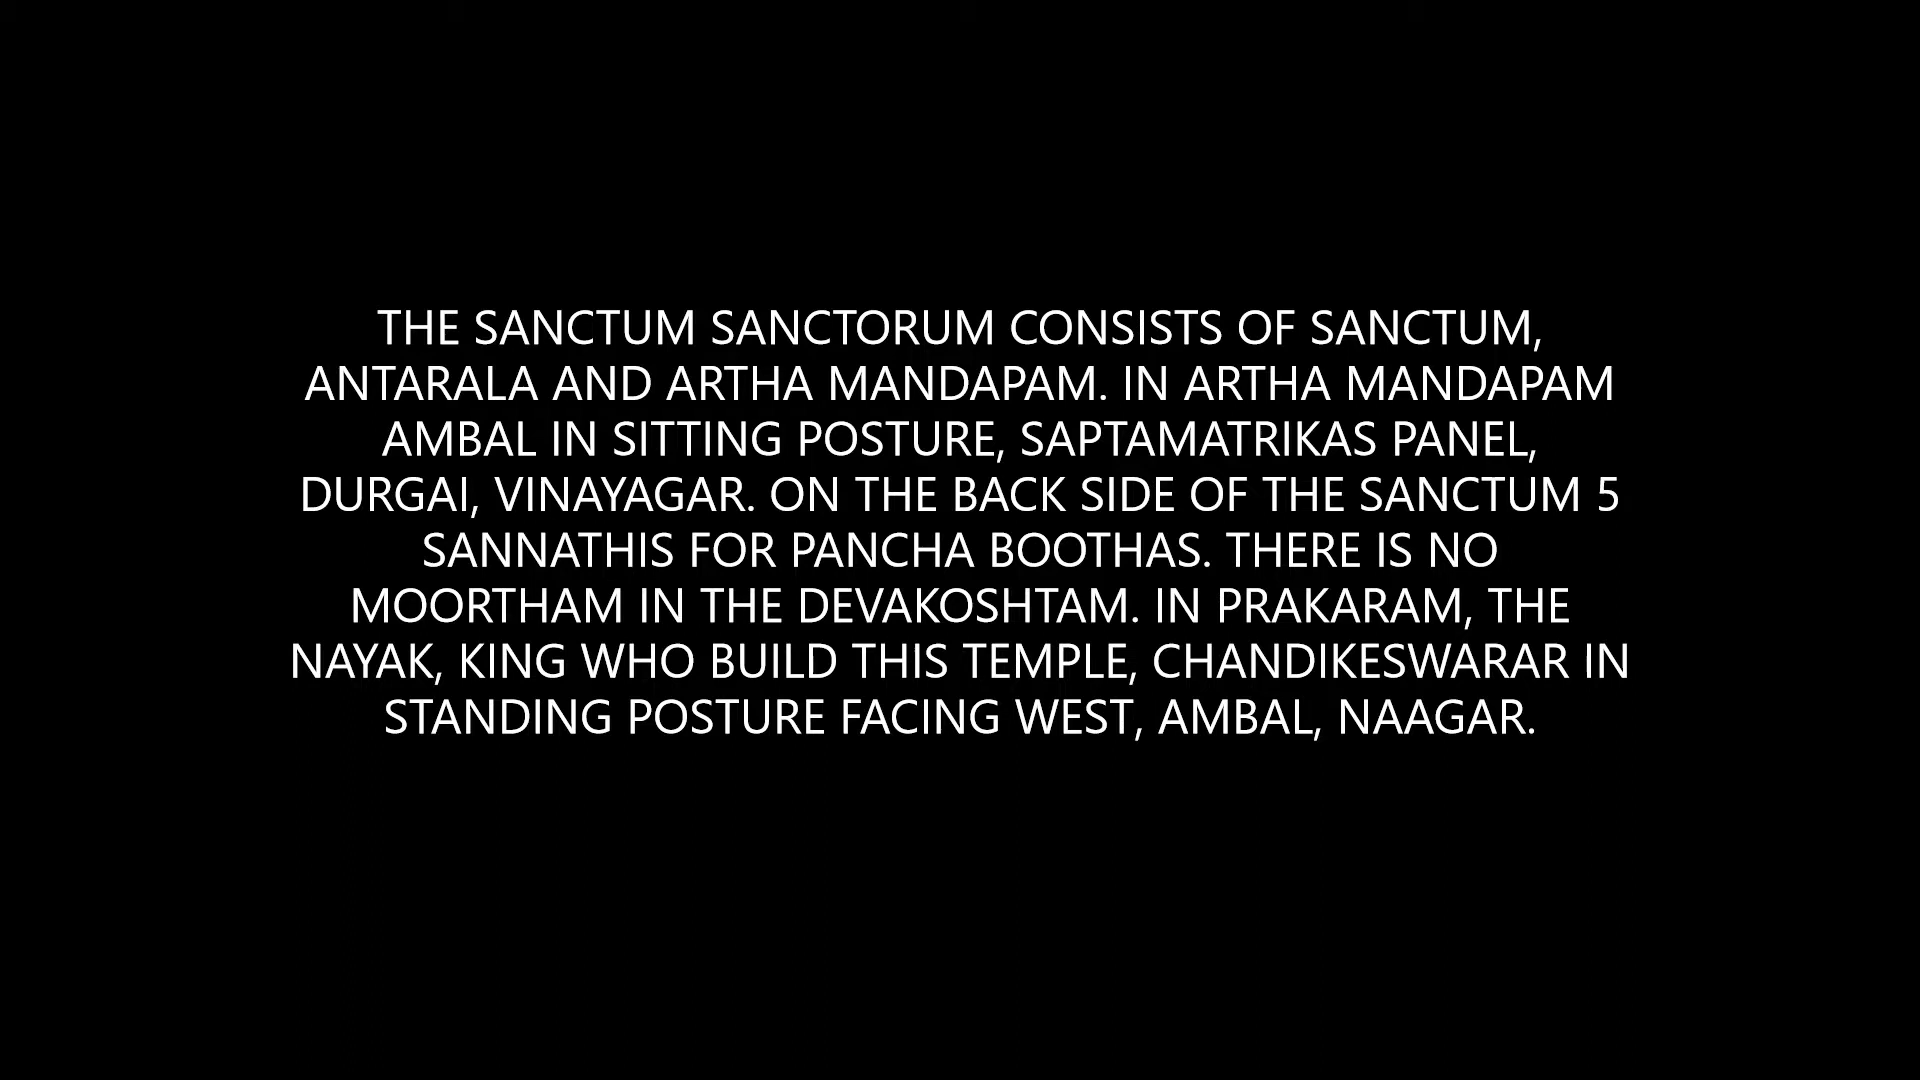 THE SANCTUM SANCTORUM CONSISTS OF SANCTUM,
ANTARALA AND ARTHA MANDAPAM. IN ARTHA MANDAPAM
AMBAL IN SITTING POSTURE, SAPTAMATRIKAS PANEL,
DURGAI, VINAYAGAR. ON THE BACK SIDE OF THE SANCTUM 5
SANNATHIS FOR PANCHA BOOTHAS. THERE IS NO
MOORTHAM IN THE DEVAKOSHTAM. IN PRAKARAM, THE
NAYAK, KING WHO BUILD THIS TEMPLE, CHANDIKESWARAR IN
STANDING POSTURE FACING WEST, AMBAL, NAAGAR.